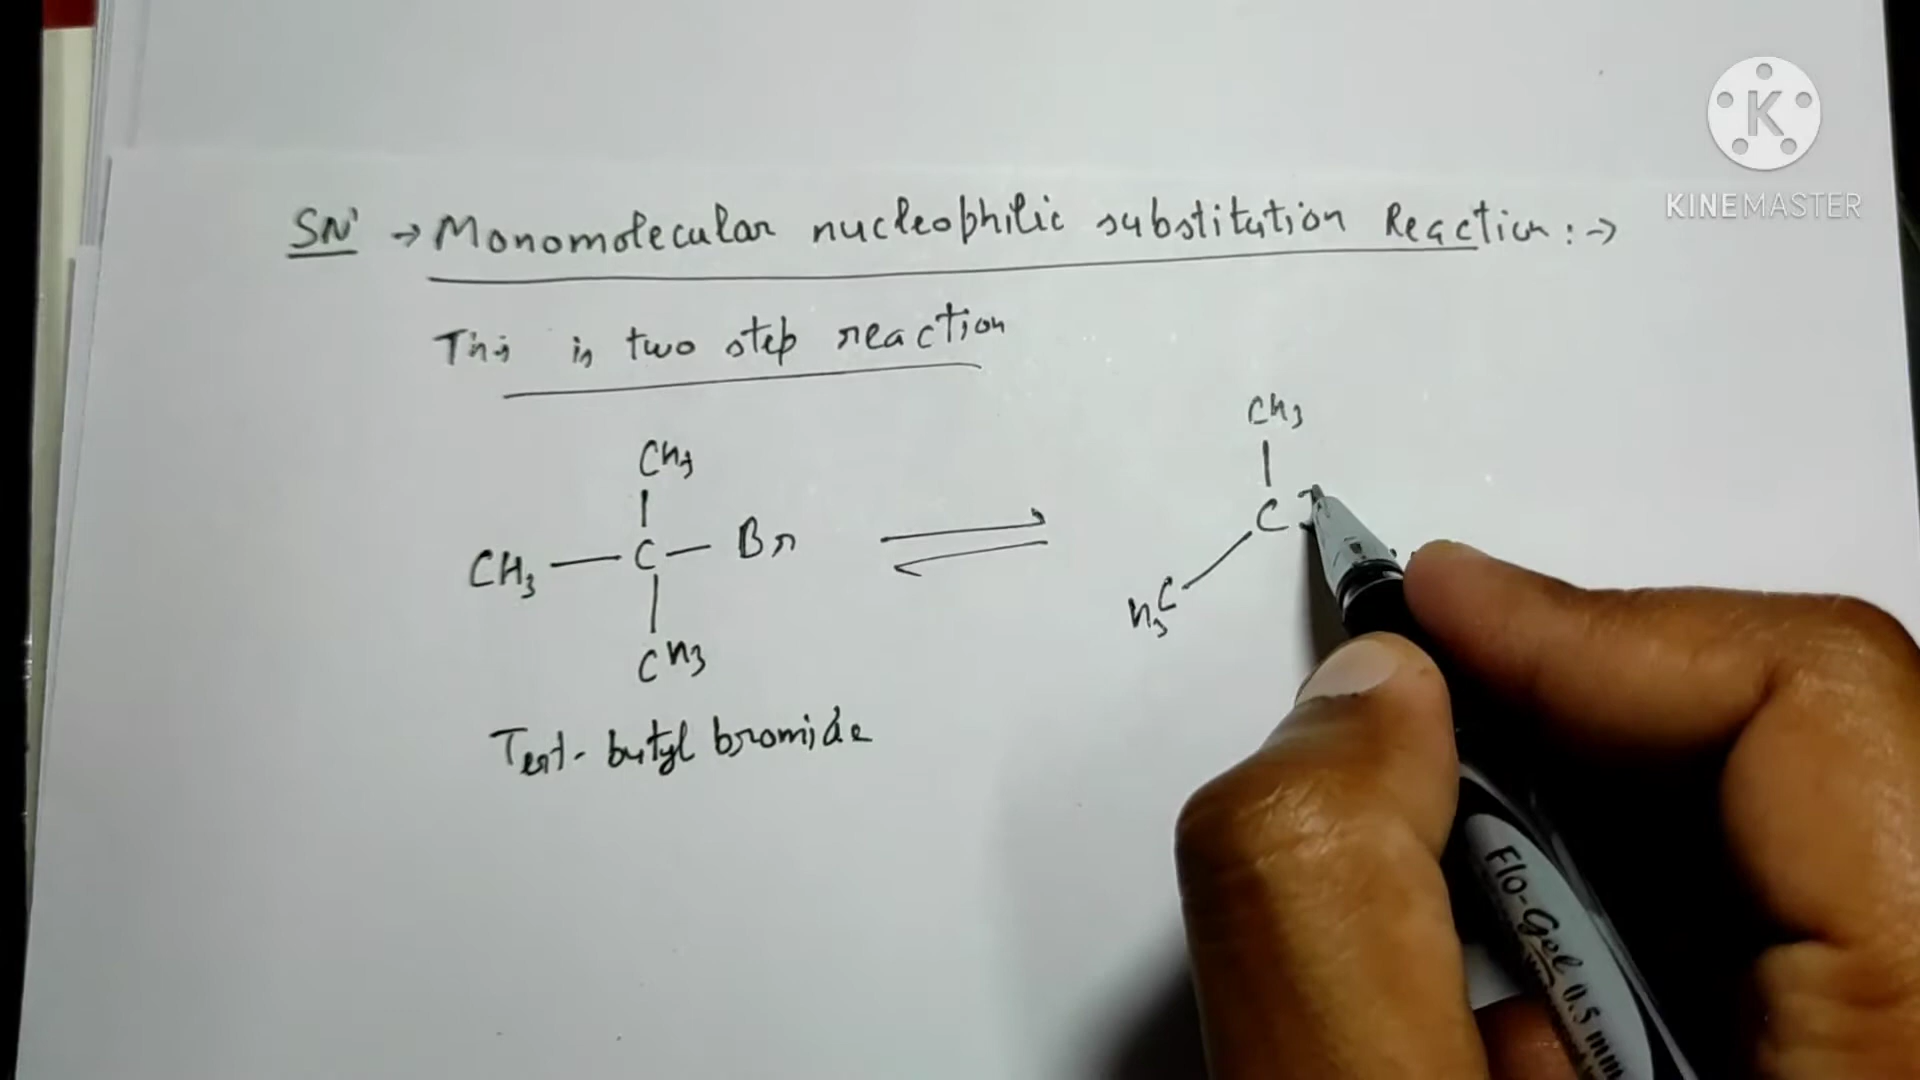 SN¹ → Monomolecular nucleophilic substitution Reaction :→
This is two step reaction
CH3
CH3 — C — Br
CH3
Tert- butyl bromide
CH3
C
H3C
Flo-Gel 0.5 mm
K
KINEMASTER